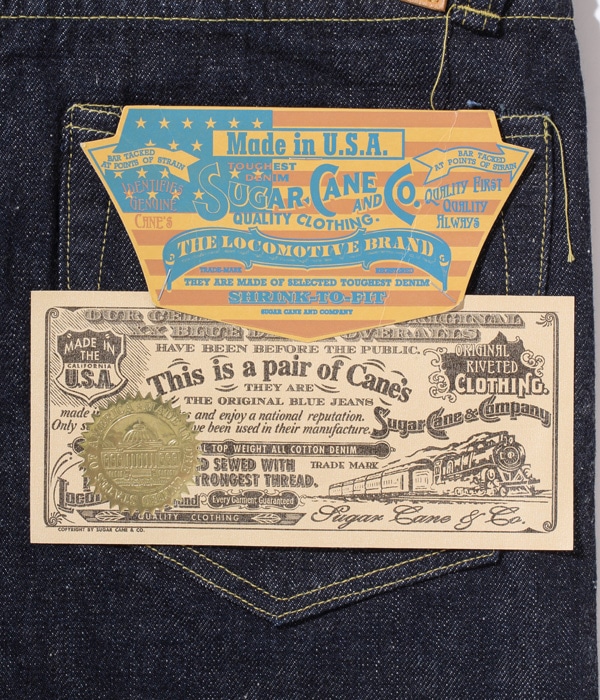 Made in U.S.A.
BAR TACKED
AT POINTS OF STRAIN
BAR TACKED
AT POINTS OF STRAIN
TOUGHEST
DENIM
IDENTIFIES
GENUINE
CANE'S
SUGAR CANE AND CO.
QUALITY CLOTHING.
QUALITY FIRST
QUALITY
ALWAYS
THE LOCOMOTIVE BRAND
TRADE-MARK
THEY ARE MADE OF SELECTED TOUGHEST DENIM
SHRINK-TO-FIT
SUGAR CANE AND COMPANY
HAVE BEEN BEFORE THE PUBLIC.
MADE IN
THE
CALIFORNIA
U.S.A.
This is a pair of Cane's
THEY ARE
THE ORIGINAL BLUE JEANS
and enjoy a national reputation.
been used in their manufacture.
ORIGINAL
RIVETED
CLOTHING.
Sugar Cane & Company
TOP WEIGHT ALL COTTON DENIM
SEWED WITH
STRONGEST THREAD.
TRADE MARK
Every Garment Guaranteed
QUALITY CLOTHING
Sugar Cane & Co.
COPYRIGHT BY SUGAR CANE & CO.